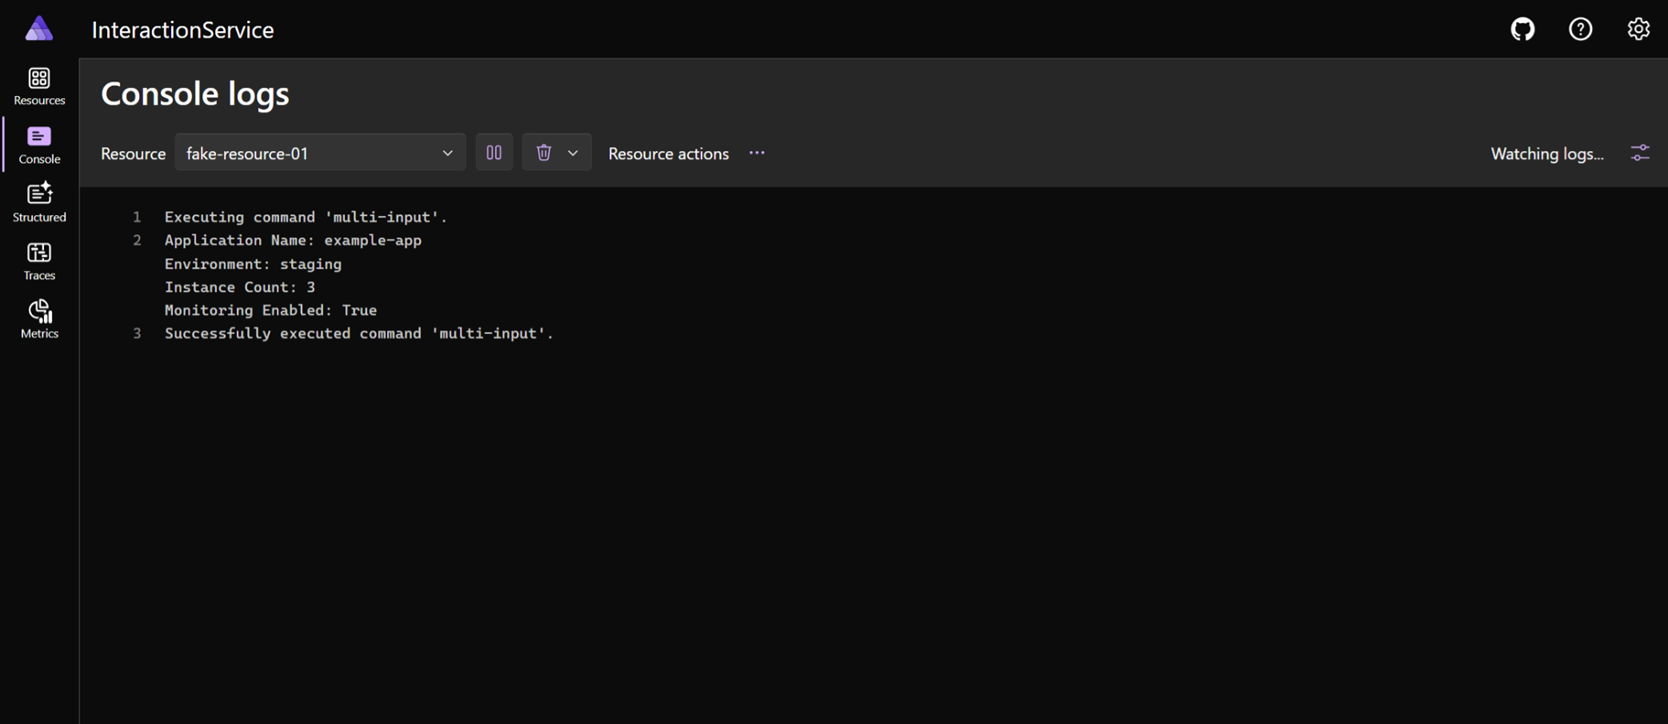 InteractionService
Resources
Console
Structured
Traces
Metrics
Console logs
Resource fake-resource-01 Resource actions Watching logs...
1 Executing command 'multi-input'.
2 Application Name: example-app
Environment: staging
Instance Count: 3
Monitoring Enabled: True
3 Successfully executed command 'multi-input'.